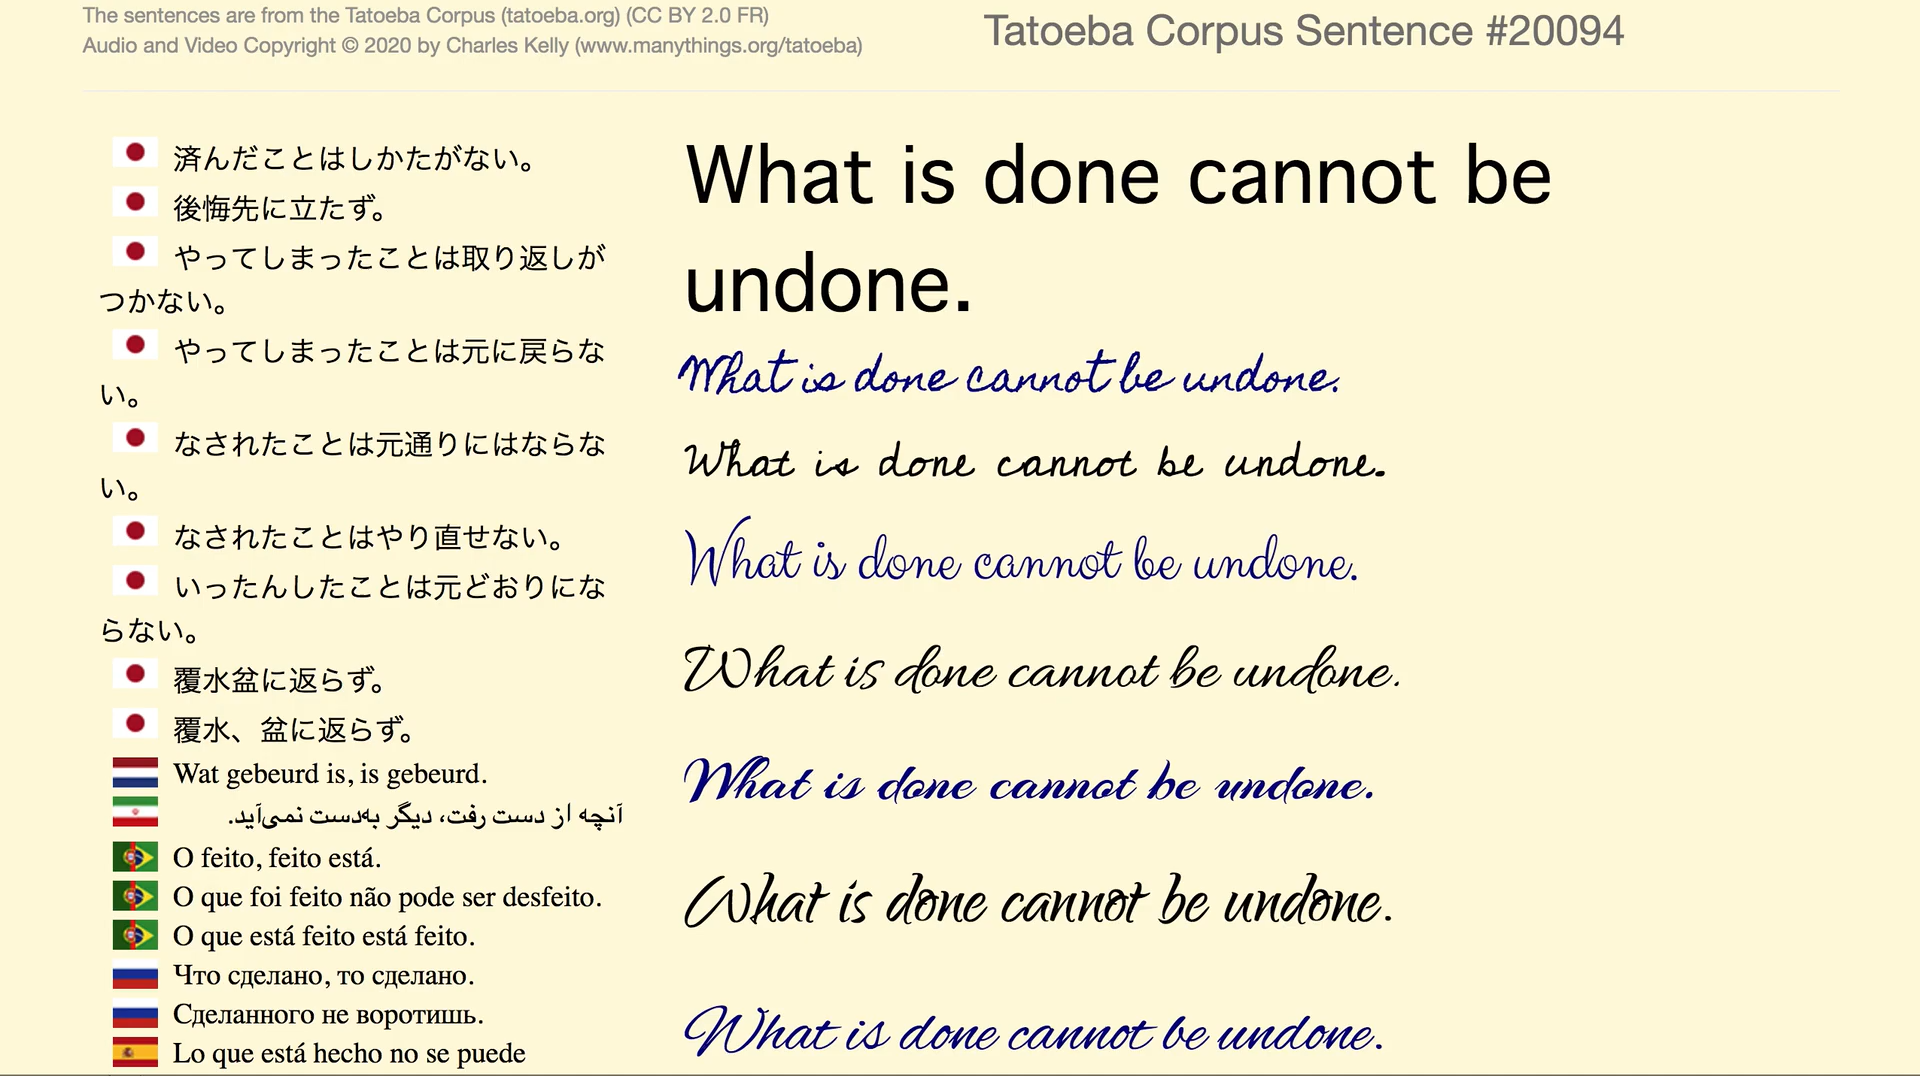 The sentences are from the Tatoeba Corpus (tatoeba.org) (CC BY 2.0 FR)
Audio and Video Copyright © 2020 by Charles Kelly (www.manythings.org/tatoeba)
Tatoeba Corpus Sentence #20094
済んだことはしかたがない。
後悔先に立たず。
やってしまったことは取り返しが
つかない。
やってしまったことは元に戻らな
い。
なされたことは元通りにはならな
い。
なされたことはやり直せない。
いったんしたことは元どおりにな
らない。
覆水盆に返らず。
覆水、盆に返らず。
Wat gebeurd is, is gebeurd.
آنچه از دست رفت، دیگر به‌دست نمی‌آید.
O feito, feito está.
O que foi feito não pode ser desfeito.
O que está feito está feito.
Что сделано, то сделано.
Сделанного не воротишь.
Lo que está hecho no se puede
What is done cannot be
undone.
What is done cannot be undone.
What is done cannot be undone.
What is done cannot be undone.
What is done cannot be undone.
What is done cannot be undone.
What is done cannot be undone.
What is done cannot be undone.